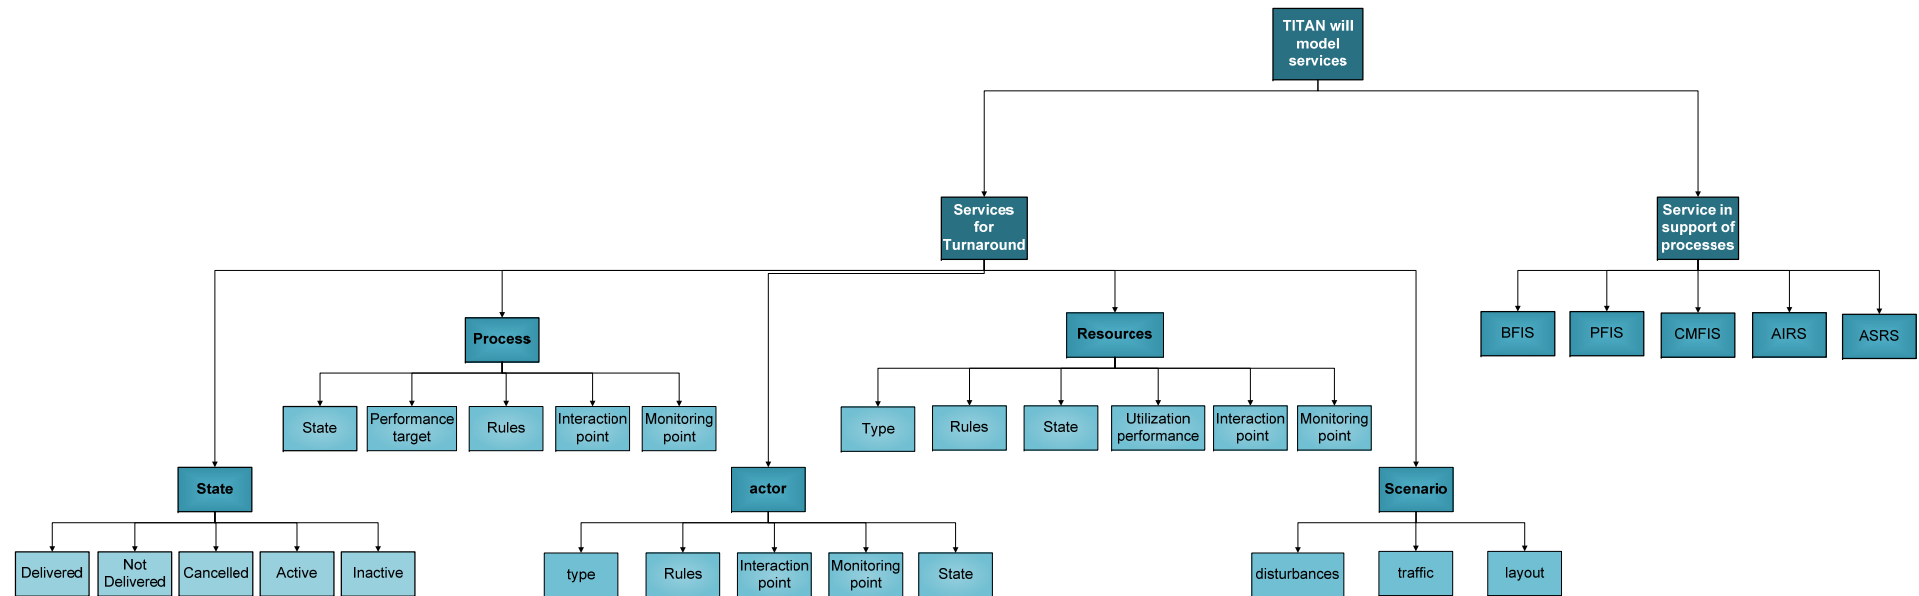 TITAN will
model
services
Services
for
Turnaround
Service in
support of
processes
Process
Resources
BFIS
PFIS
CMFIS
AIRS
ASRS
State
Performance
target
Rules
Interaction
point
Monitoring
point
Type
Rules
State
Utilization
performance
Interaction
point
Monitoring
point
State
actor
Scenario
Delivered
Not
Delivered
Cancelled
Active
Inactive
type
Rules
Interaction
point
Monitoring
point
State
disturbances
traffic
layout